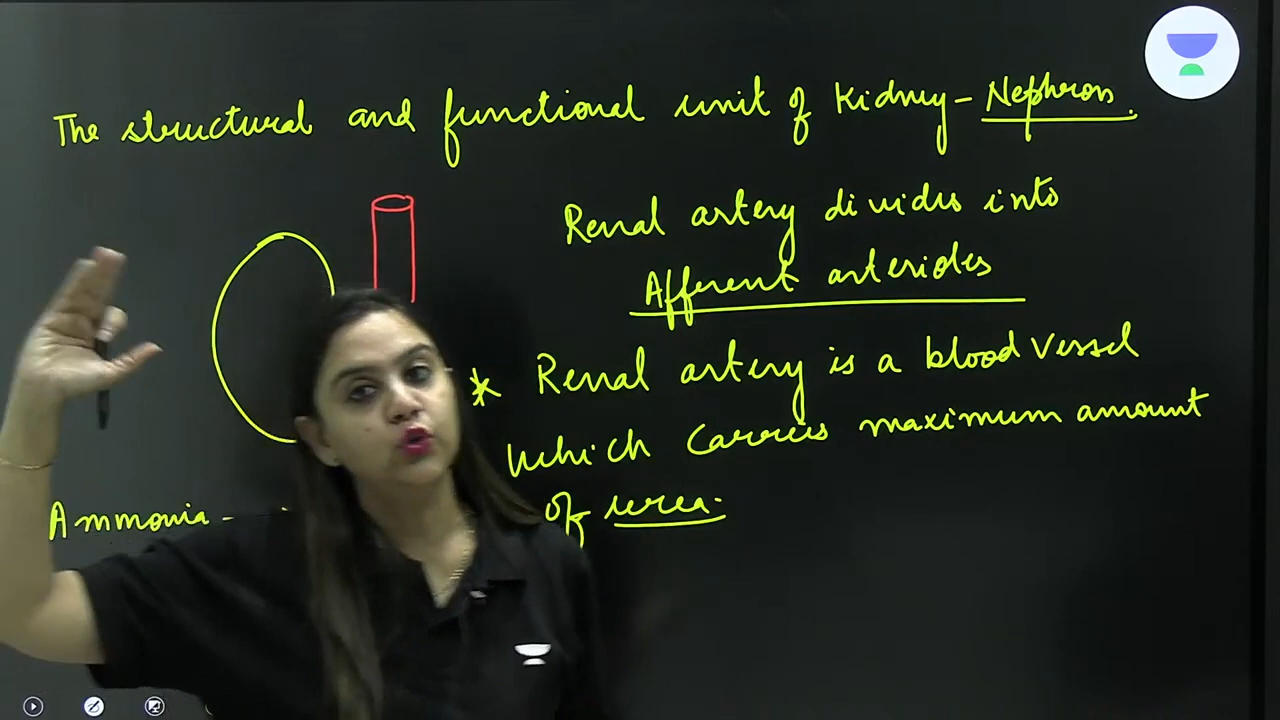 The structural and functional unit of Kidney - Nephron.
Renal artery divides into
Afferent arterioles
* Renal artery is a blood vessel
which carries maximum amount
of urea.
Ammonia -